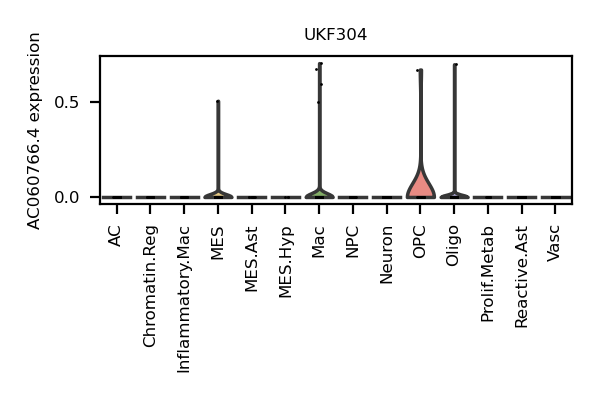 UKF304
AC060766.4 expression
0.5
0.0
AC
Chromatin.Reg
Inflammatory.Mac
MES
MES.Ast
MES.Hyp
Mac
NPC
Neuron
OPC
Oligo
Prolif.Metab
Reactive.Ast
Vasc